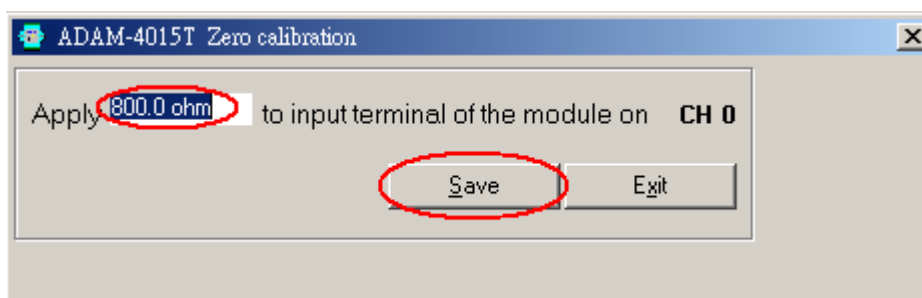 ADAM-4015T Zero calibration
Apply 800.0 ohm to input terminal of the module on CH 0
Save Exit